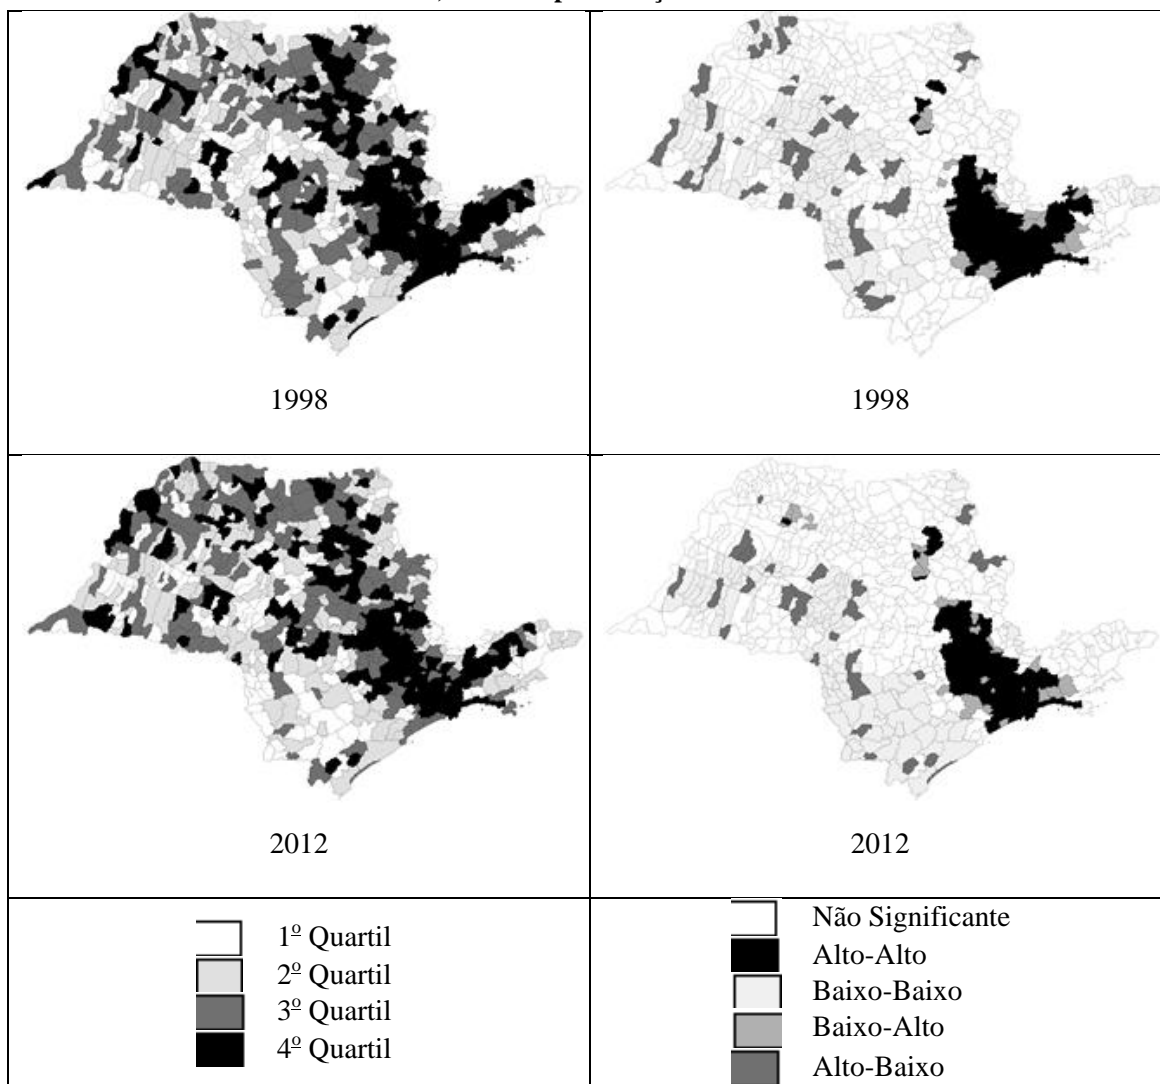 1998
1998
2012
2012
1º Quartil
2º Quartil
3º Quartil
4º Quartil
Não Significante
Alto-Alto
Baixo-Baixo
Baixo-Alto
Alto-Baixo